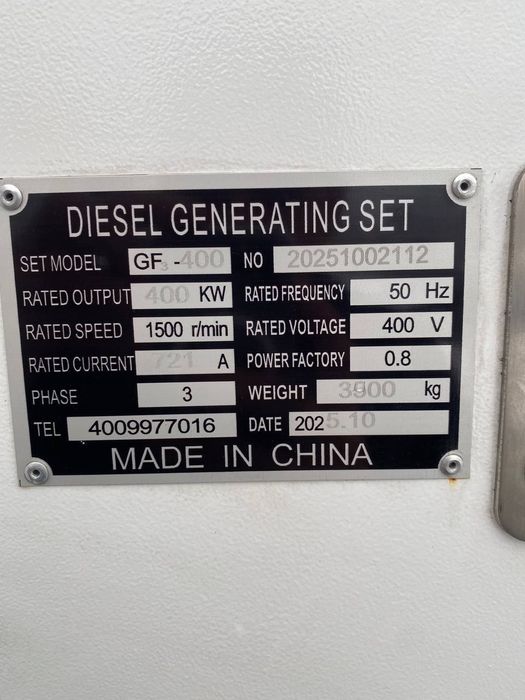 DIESEL GENERATING SET
SET MODEL GF3-400 NO 20251002112
RATED OUTPUT 400 KW RATED FREQUENCY 50 Hz
RATED SPEED 1500 r/min RATED VOLTAGE 400 V
RATED CURRENT 721 A POWER FACTORY 0.8
PHASE 3 WEIGHT 3900 kg
TEL 4009977016 DATE 2025.10
MADE IN CHINA